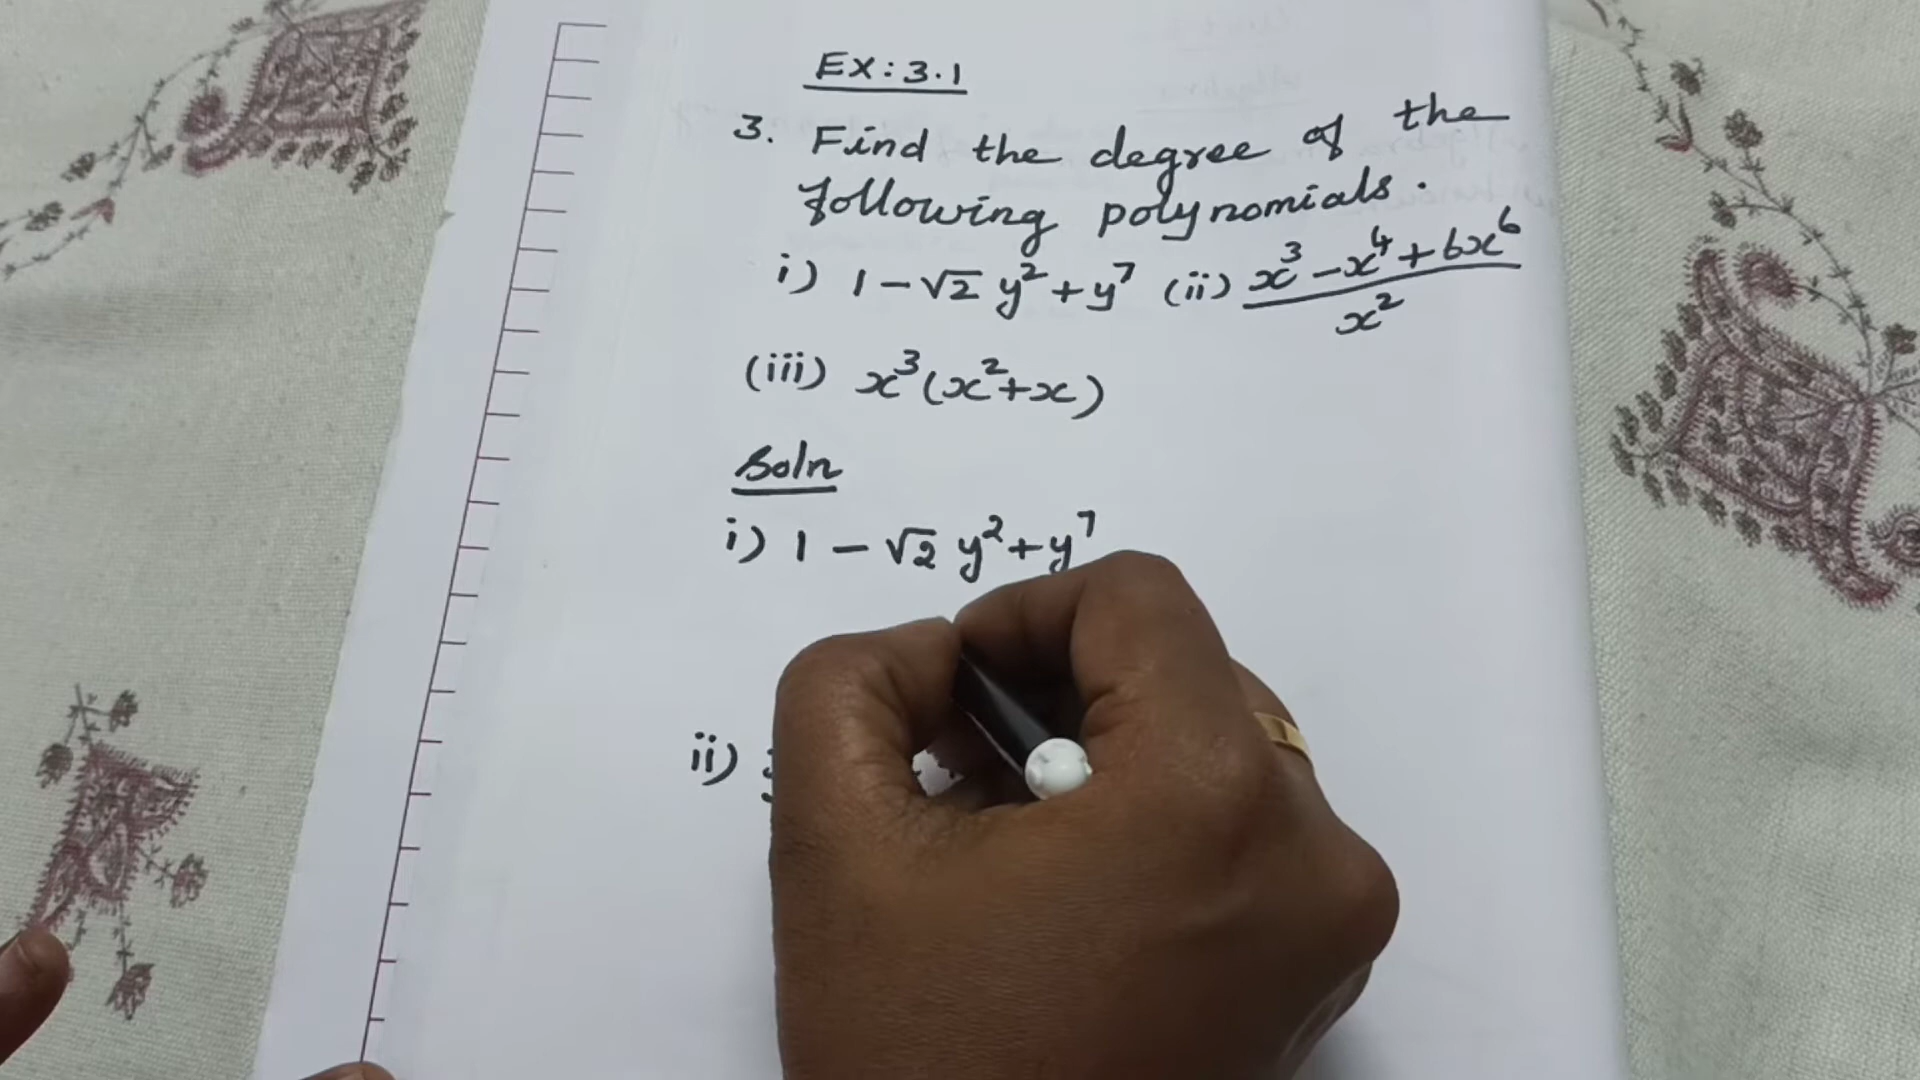 EX: 3.1
3. Find the degree of the
following polynomials.
i) 1 - √2 y² + y⁷ (ii) x³ - x⁴ + 6x⁶
x²
(iii) x³(x² + x)
Soln
i) 1 - √2 y² + y⁷
ii)